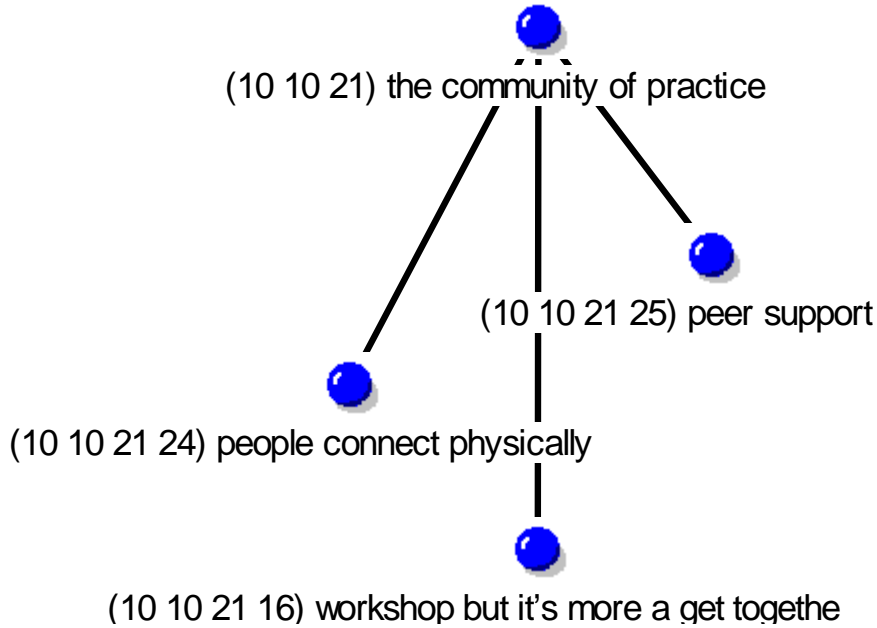 (10 10 21) the community of practice
(10 10 21 25) peer support
(10 10 21 24) people connect physically
(10 10 21 16) workshop but it's more a get togethe